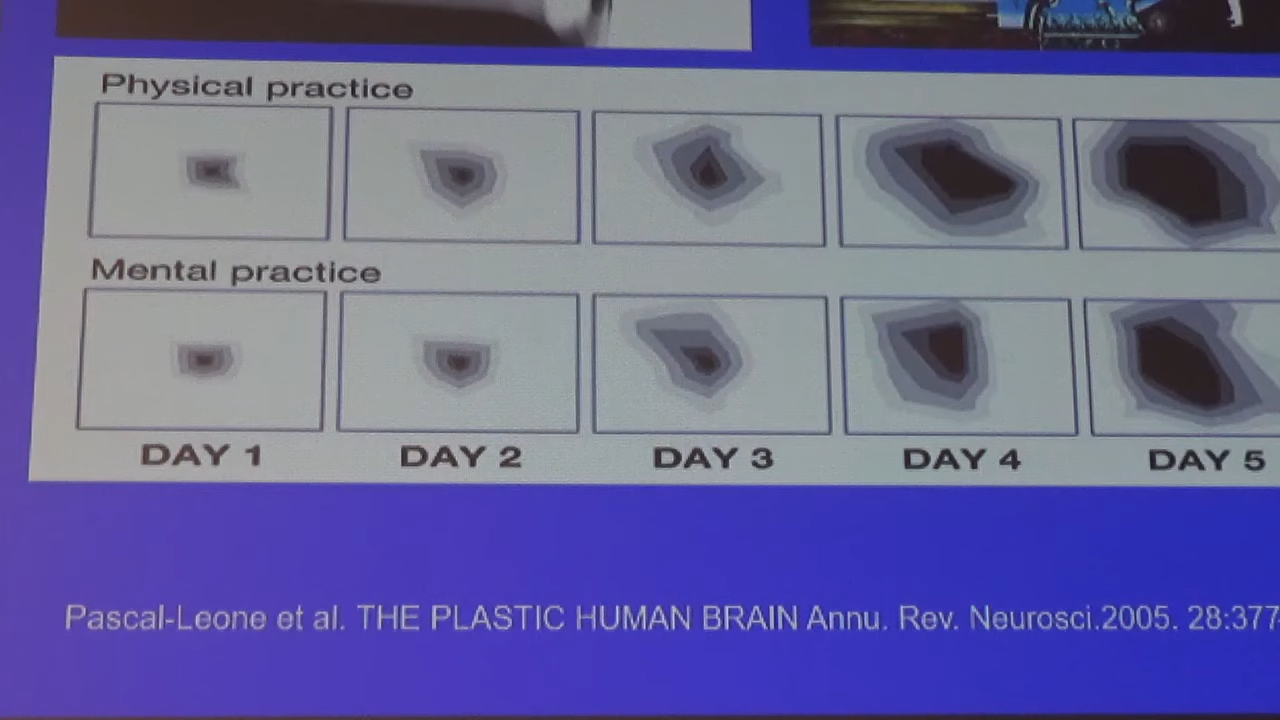 Physical practice
Mental practice
DAY 1 DAY 2 DAY 3 DAY 4 DAY 5
Pascal-Leone et al. THE PLASTIC HUMAN BRAIN Annu. Rev. Neurosci.2005. 28:377